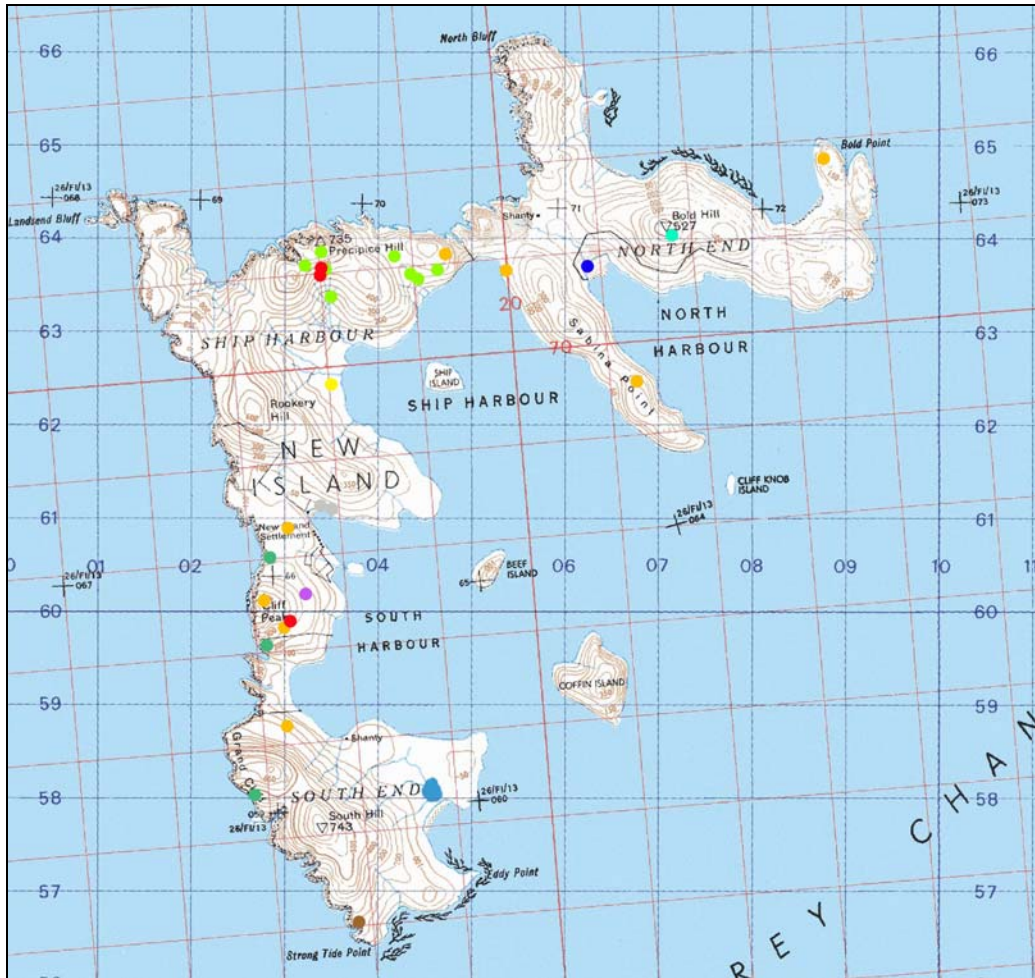 66
North Bluff
66
65
Bold Point
65
26/FI/13
068
69
70
71
72
26/FI/13
073
Landsend Bluff
Shanty
Bold Hill
527
64
735
Precipice Hill
NORTH END
64
20
NORTH
63
SHIP HARBOUR
70
HARBOUR
63
Sabina Point
SHIP
ISLAND
SHIP HARBOUR
Rookery
Hill
62
62
NEW
ISLAND
CLIFF KNOB
ISLAND
61
26/FI/13
064
61
New Island
Settlement
BEEF
ISLAND
0
26/FI/13
067
02
66
04
65
06
07
08
09
10
11
60
Cliff
Peak
SOUTH
60
HARBOUR
COFFIN ISLAND
59
59
Shanty
58
SOUTH END
26/FI/13
060
58
26/FI/13
South Hill
743
57
Eddy Point
57
Strong Tide Point
REY CHAN